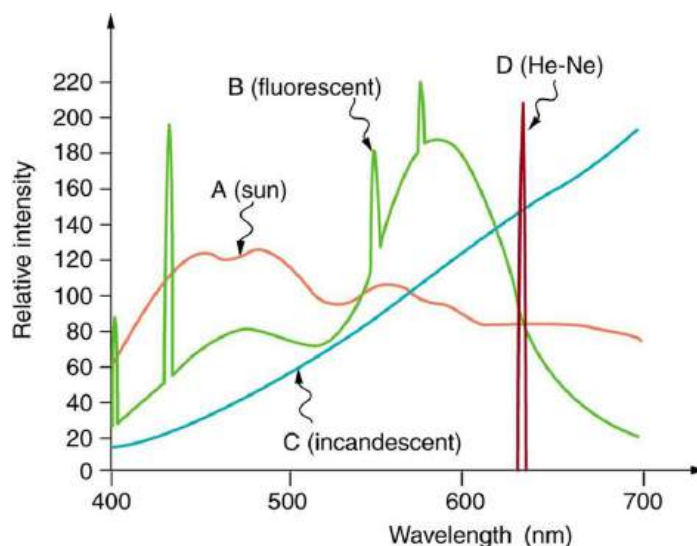 Relative intensity
220
200
180
160
140
120
100
80
60
40
20
0
B (fluorescent)
D (He-Ne)
A (sun)
C (incandescent)
400 500 600 700
Wavelength (nm)